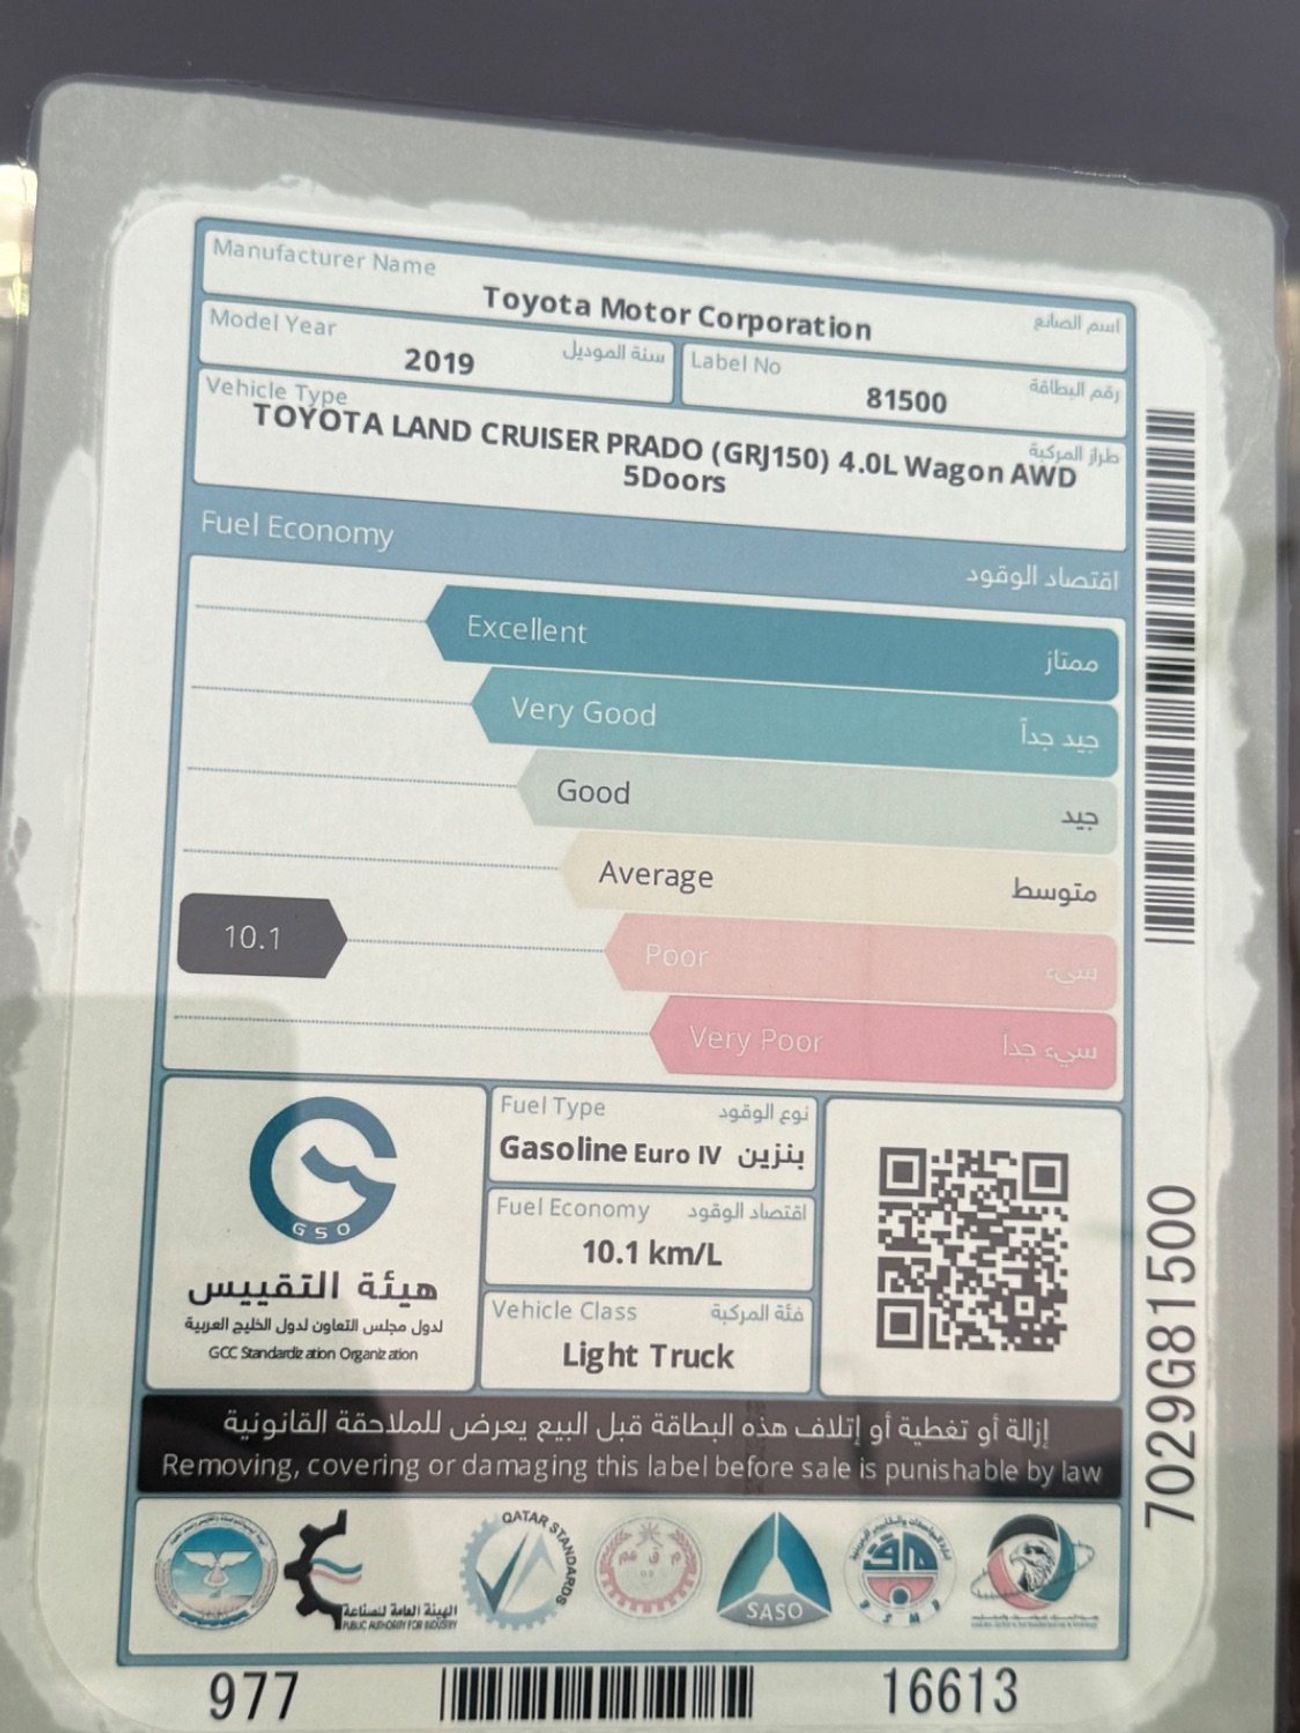 Manufacturer Name
Toyota Motor Corporation
اسم الصانع
Model Year
2019
سنة الموديل
Label No
81500
رقم البطاقة
Vehicle Type
طراز المركبة
TOYOTA LAND CRUISER PRADO (GRJ150) 4.0L Wagon AWD
5Doors
Fuel Economy
اقتصاد الوقود
Excellent ممتاز
Very Good جيد جداً
Good جيد
Average متوسط
10.1 Poor سيء
Very Poor سيء جداً
GSO
هيئة التقييس
لدول مجلس التعاون لدول الخليج العربية
GCC Standardization Organization
Fuel Type نوع الوقود
Gasoline Euro IV بنزين
Fuel Economy اقتصاد الوقود
10.1 km/L
Vehicle Class فئة المركبة
Light Truck
7029G81500
إزالة أو تغطية أو إتلاف هذه البطاقة قبل البيع يعرض للملاحقة القانونية
Removing, covering or damaging this label before sale is punishable by law
الهيئة العامة للصناعة
PUBLIC AUTHORITY FOR INDUSTRY
QATAR STANDARDS
م ق عم
SASO
BSMD
977
16613